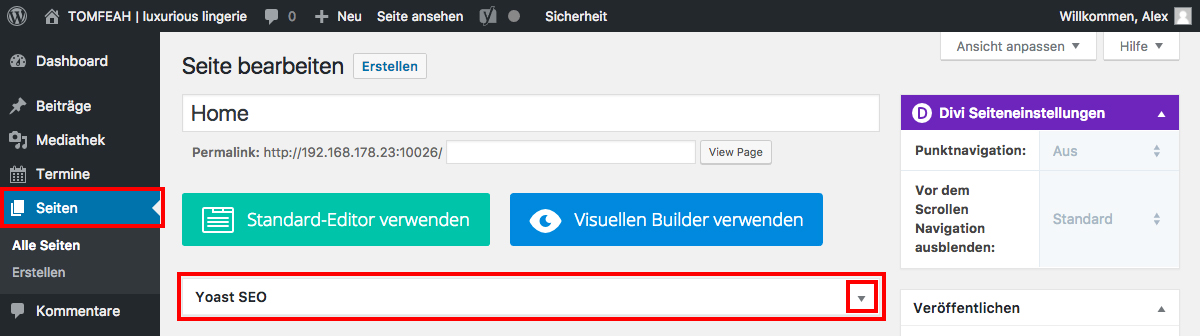 TOMFEAH | luxurious lingerie 0 Neu Seite ansehen Sicherheit Willkommen, Alex
Dashboard
Beiträge
Mediathek
Termine
Seiten
Alle Seiten
Erstellen
Kommentare
Ansicht anpassen Hilfe
Seite bearbeiten Erstellen
Home
Permalink: http://192.168.178.23:10026/ View Page
Standard-Editor verwenden Visuellen Builder verwenden
Yoast SEO
D Divi Seiteneinstellungen
Punktnavigation: Aus
Vor dem
Scrollen
Navigation Standard
ausblenden:
Veröffentlichen